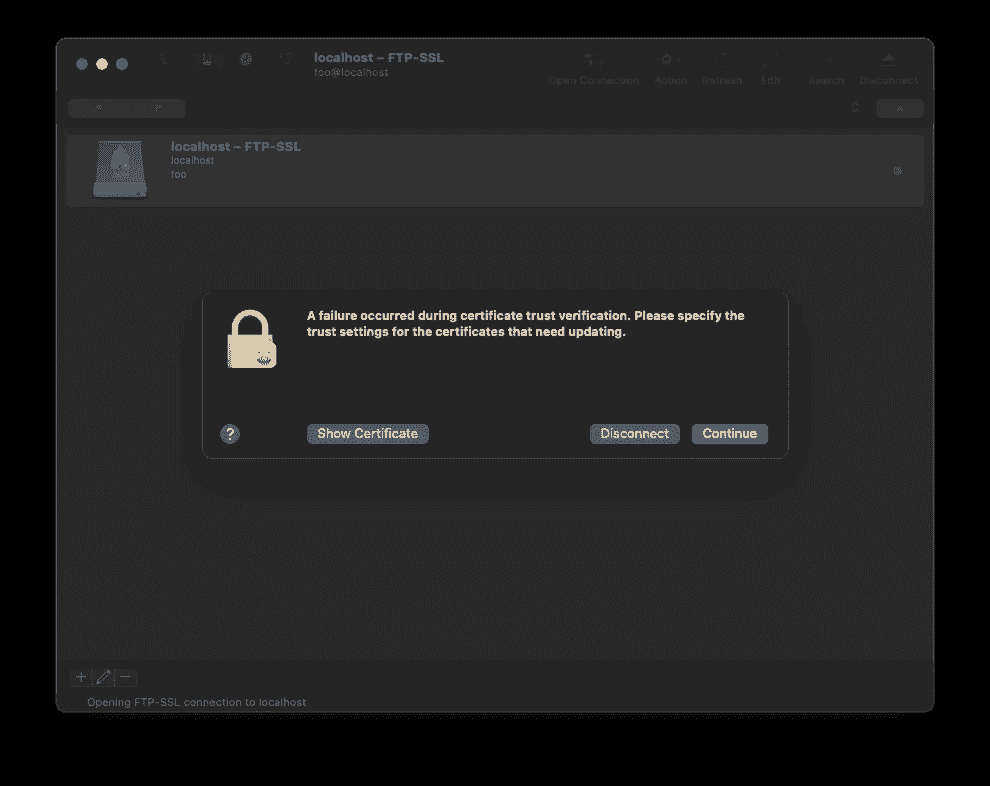 localhost – FTP-SSL
foo@localhost
Open Connection Action Refresh Edit Search Disconnect
localhost – FTP-SSL
localhost
foo
A failure occurred during certificate trust verification. Please specify the
trust settings for the certificates that need updating.
? Show Certificate Disconnect Continue
Opening FTP-SSL connection to localhost